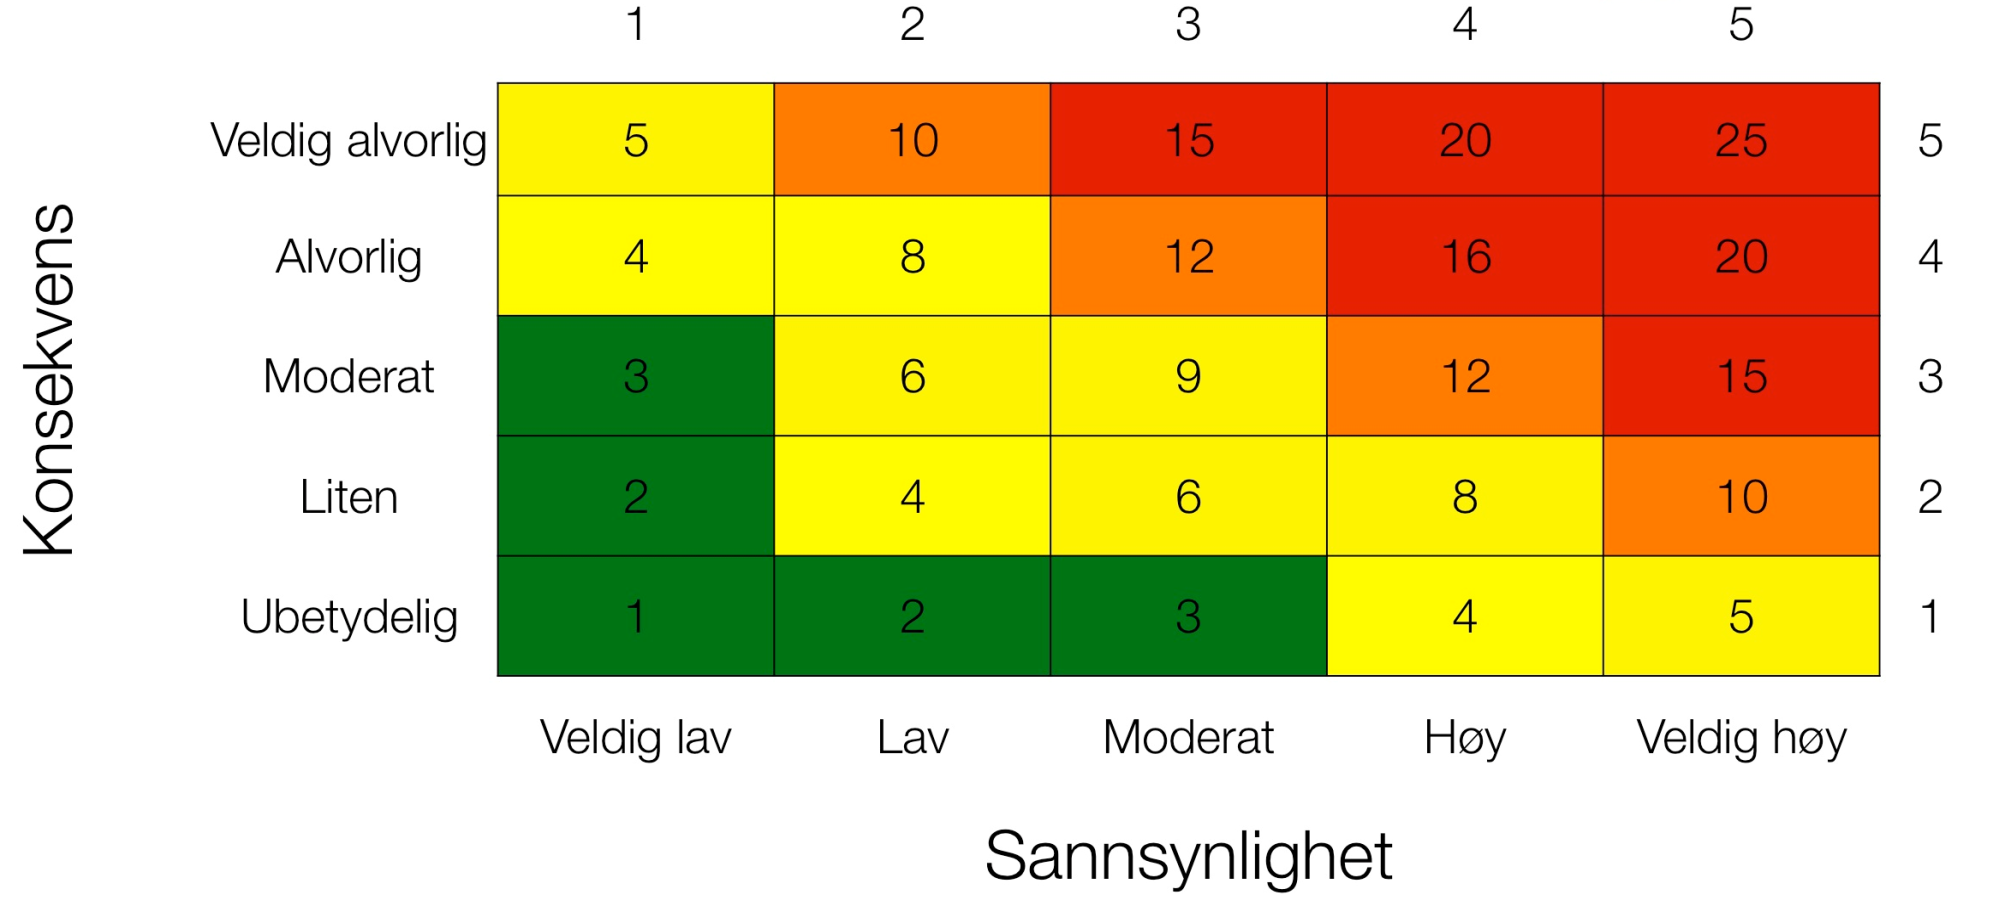 1 2 3 4 5
Veldig alvorlig 5 10 15 20 25 5
Alvorlig 4 8 12 16 20 4
Moderat 3 6 9 12 15 3
Liten 2 4 6 8 10 2
Ubetydelig 1 2 3 4 5 1
Konsekvens
Veldig lav Lav Moderat Høy Veldig høy
Sannsynlighet